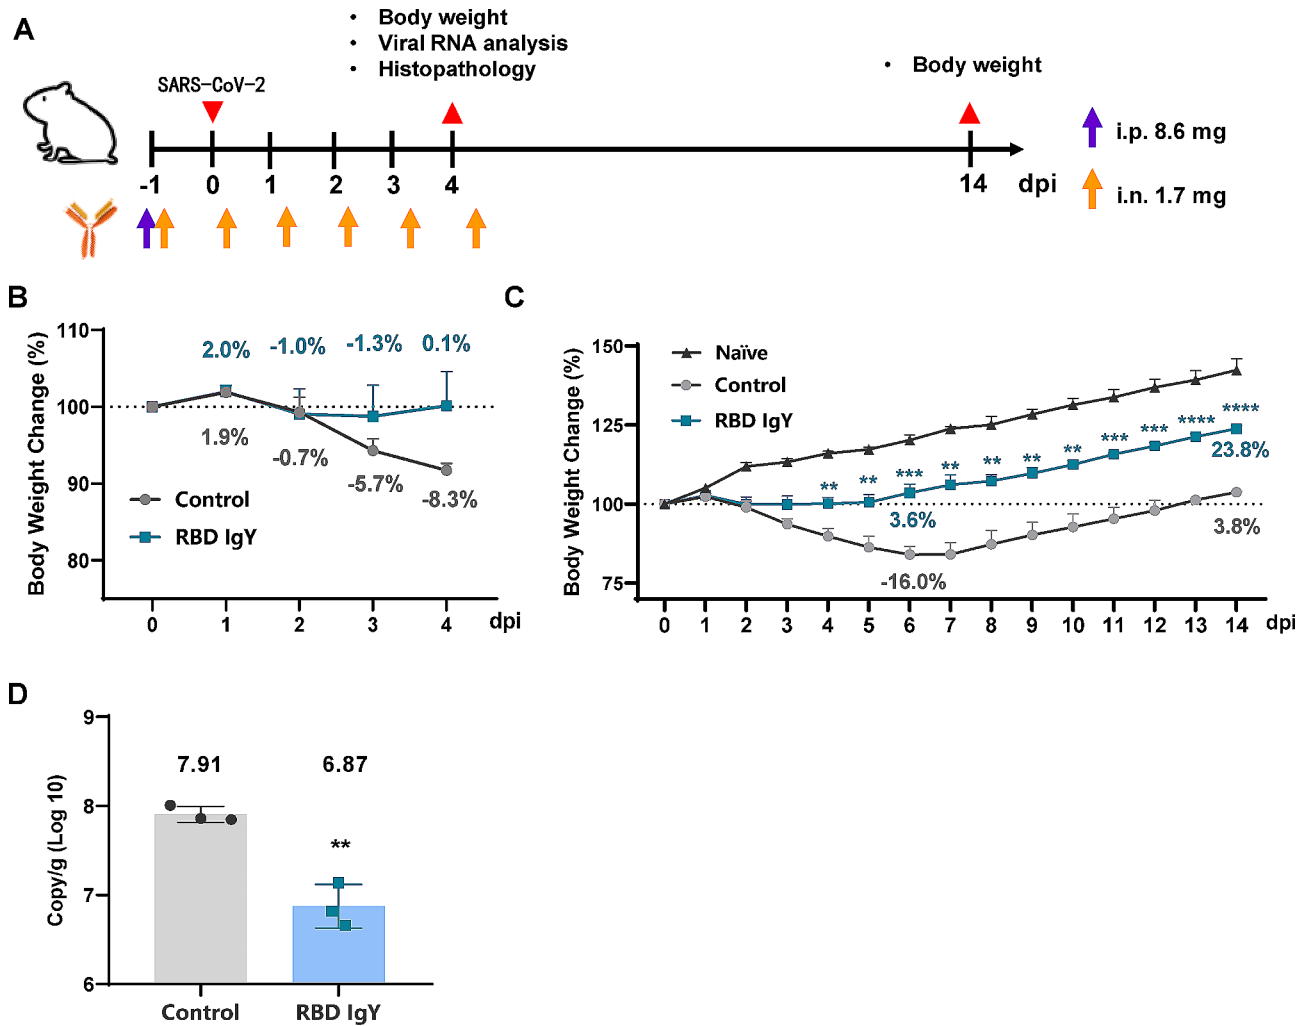 A
• Body weight
• Viral RNA analysis
• Histopathology
• Body weight
SARS-CoV-2
i.p. 8.6 mg
i.n. 1.7 mg
-1 0 1 2 3 4 14 dpi
B
Body Weight Change (%)
110
100
90
80
2.0% -1.0% -1.3% 0.1%
1.9% -0.7% -5.7% -8.3%
Control
RBD IgY
0 1 2 3 4 dpi
C
Body Weight Change (%)
150
125
100
75
Naïve
Control
RBD IgY
** ** *** ** ** ** ** *** *** **** ****
23.8%
3.6%
3.8%
-16.0%
0 1 2 3 4 5 6 7 8 9 10 11 12 13 14 dpi
D
Copy/g (Log 10)
9
8
7
6
7.91 6.87
**
Control RBD IgY